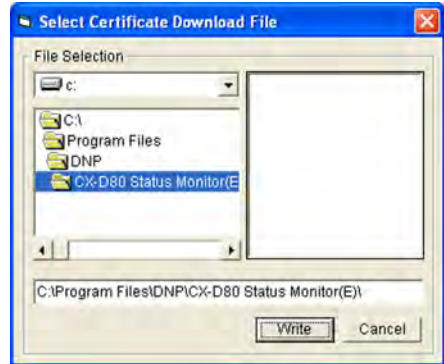 Select Certificate Download File
File Selection
c:
C:\
Program Files
DNP
CX-D80 Status Monitor(E
C:\Program Files\DNP\CX-D80 Status Monitor(E)\
Write
Cancel